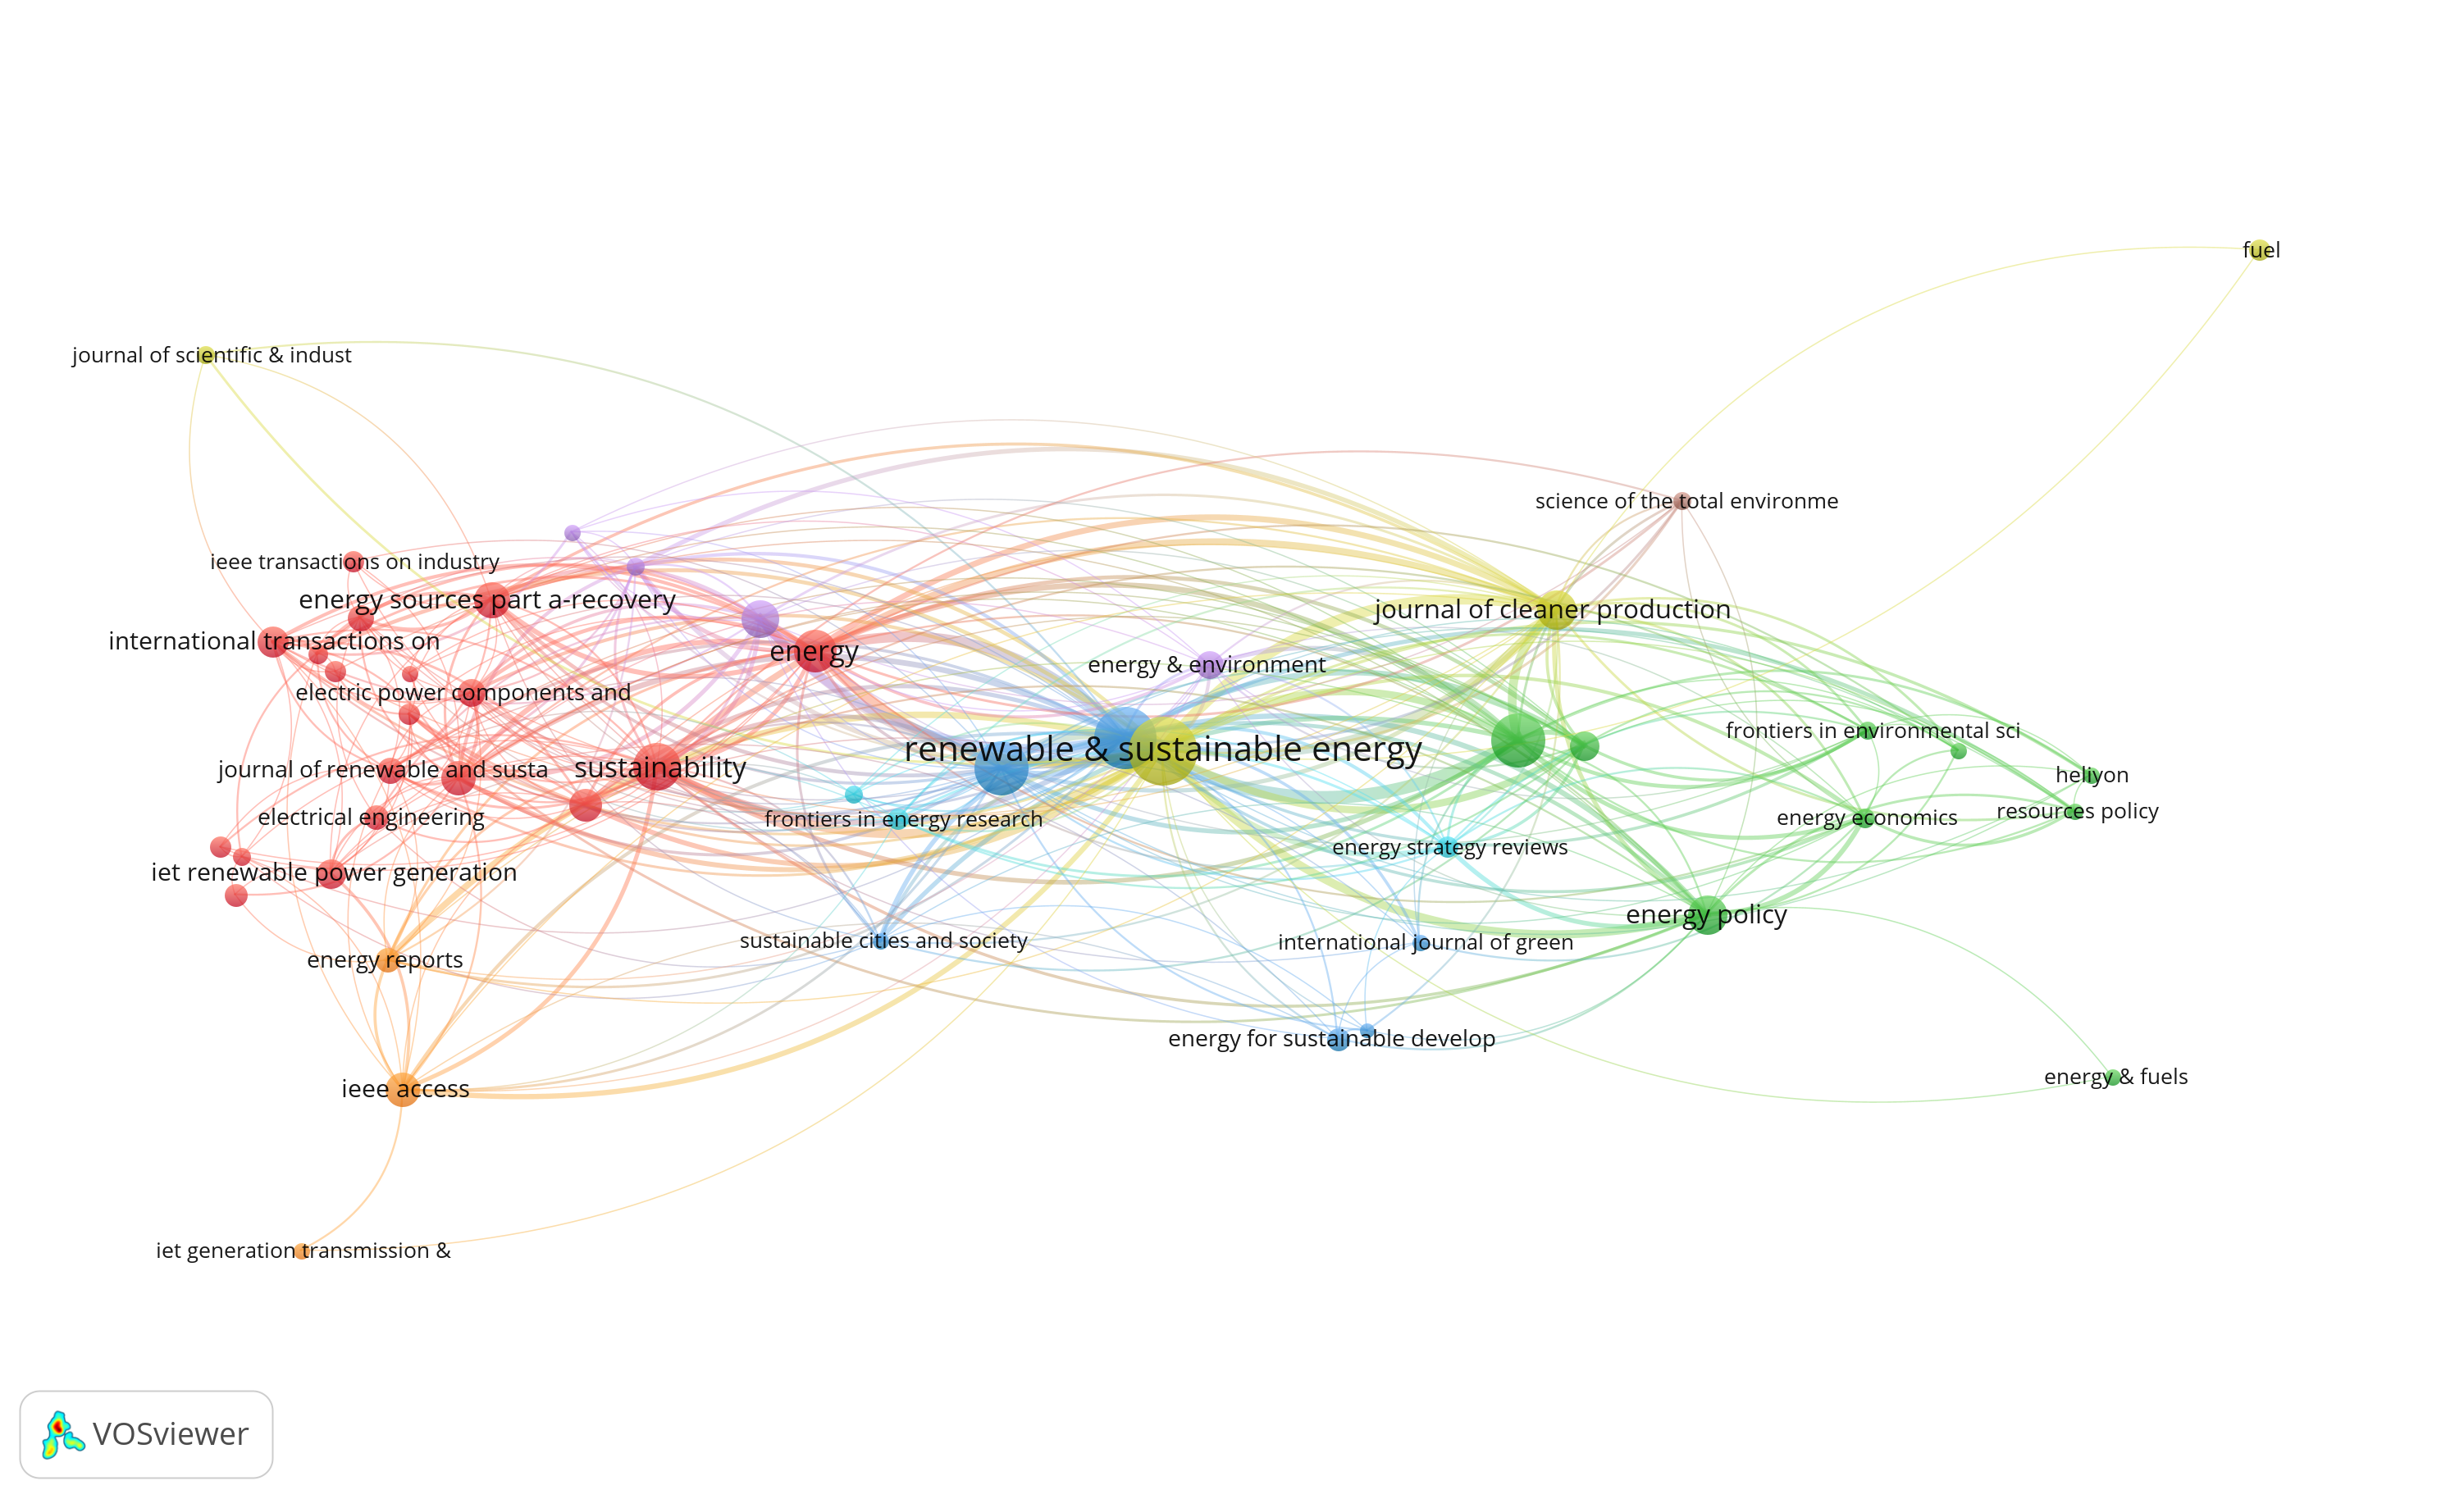 fuel
journal of scientific & indust
science of the total environme
ieee transactions on industry
energy sources part a-recovery
journal of cleaner production
international transactions on
energy
energy & environment
electric power components and
frontiers in environmental sci
renewable & sustainable energy
journal of renewable and susta
sustainability
heliyon
resources policy
electrical engineering
frontiers in energy research
energy economics
energy strategy reviews
iet renewable power generation
energy policy
sustainable cities and society
international journal of green
energy reports
energy for sustainable develop
energy & fuels
ieee access
iet generation transmission &
VOSviewer